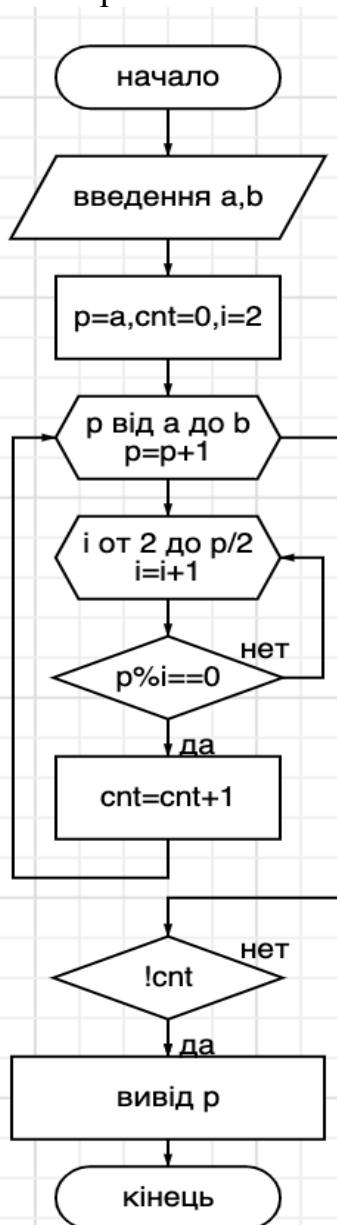 начало
введення a,b
p=a,cnt=0,i=2
p від a до b
p=p+1
i от 2 до p/2
i=i+1
нет
p%i==0
да
cnt=cnt+1
нет
!cnt
да
вивід p
кінець